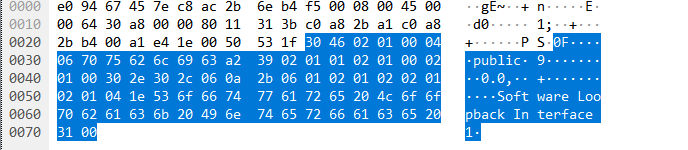 e0 94 67 45 7e c8 ac 2b 6e b4 f5 00 08 00 45 00 ··gE~··+ n·····E·
0010 00 64 30 a8 00 00 80 11 31 3b c0 a8 2b a1 c0 a8 ·d0····· 1;··+···
0020 2b b4 00 a1 e4 1e 00 50 53 1f 30 46 02 01 00 04 +······P S·0F····
0030 06 70 75 62 6c 69 63 a2 39 02 01 01 02 01 00 02 ·public· 9·······
0040 01 00 30 2e 30 2c 06 0a 2b 06 01 02 01 02 02 01 ··0.0,·· +·······
0050 02 01 04 1e 53 6f 66 74 77 61 72 65 20 4c 6f 6f ····Soft ware Loo
0060 70 62 61 63 6b 20 49 6e 74 65 72 66 61 63 65 20 pback In terface
0070 31 00 1·